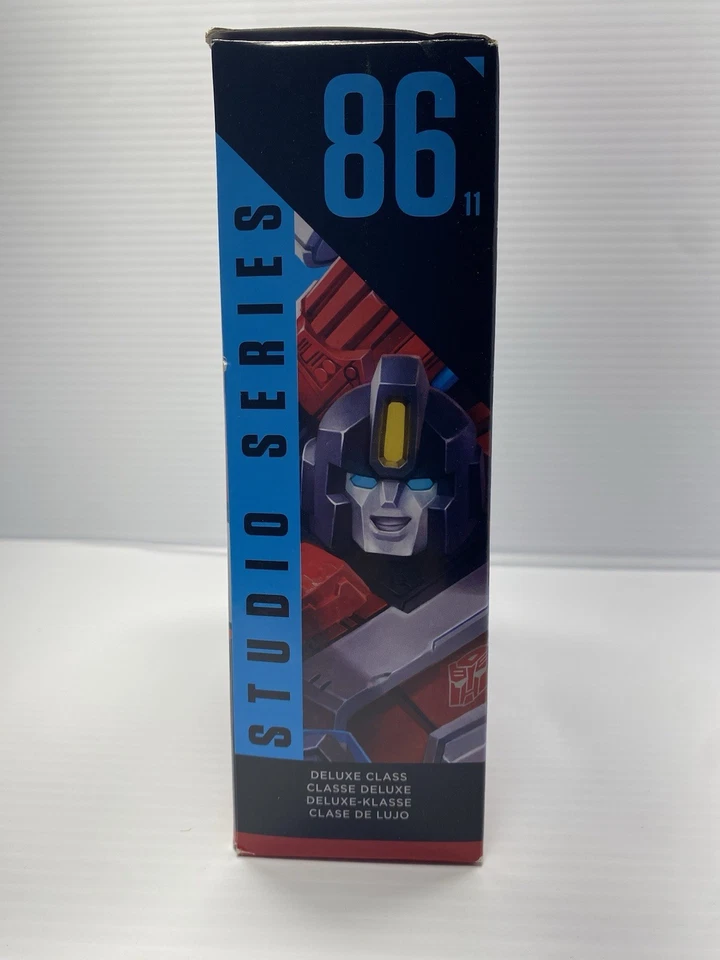 86
11
STUDIO SERIES
DELUXE CLASS
CLASSE DELUXE
DELUXE-KLASSE
CLASE DE LUJO